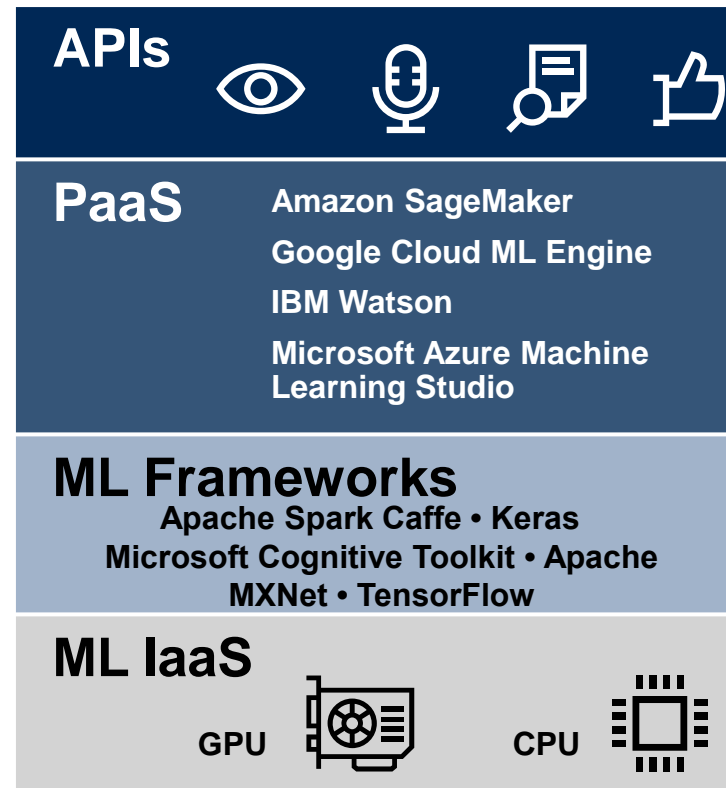 APIs
PaaS
Amazon SageMaker
Google Cloud ML Engine
IBM Watson
Microsoft Azure Machine
Learning Studio
ML Frameworks
Apache Spark Caffe • Keras
Microsoft Cognitive Toolkit • Apache
MXNet • TensorFlow
ML IaaS
GPU
CPU